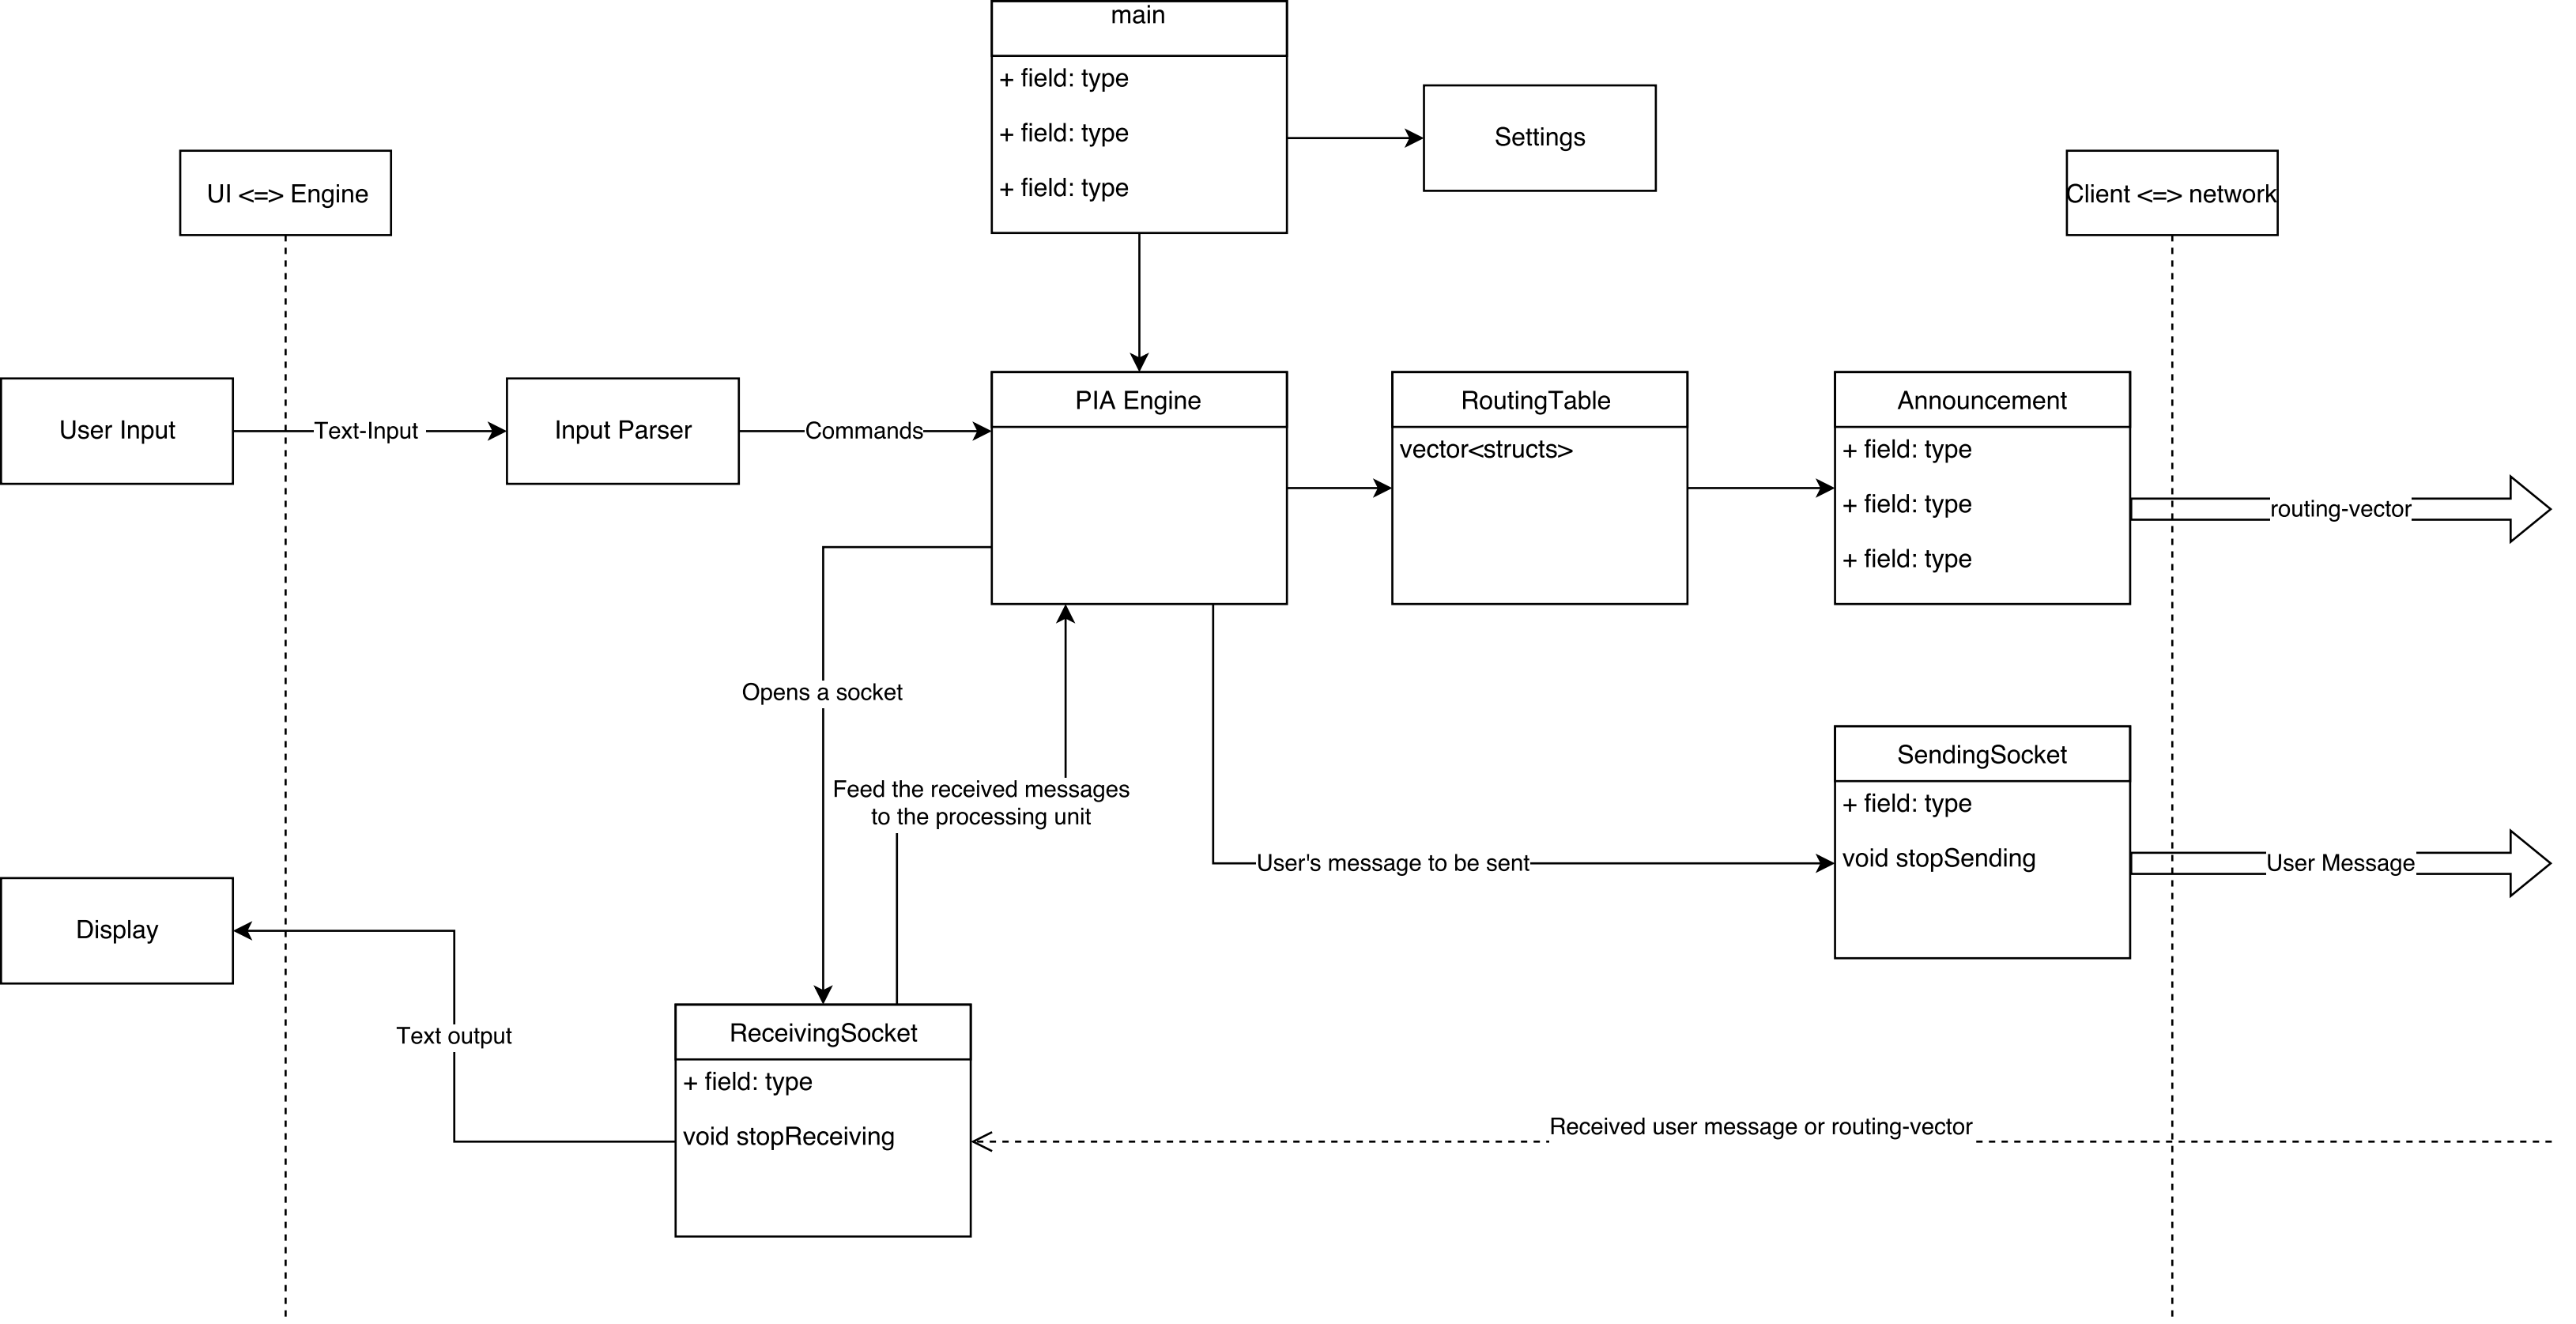 main
+ field: type
+ field: type
+ field: type
Settings
UI <=> Engine
Client <=> network
User Input
Text-Input
Input Parser
Commands
PIA Engine
RoutingTable
vector<structs>
Announcement
+ field: type
+ field: type
+ field: type
routing-vector
Opens a socket
Feed the received messages
to the processing unit
User's message to be sent
SendingSocket
+ field: type
void stopSending
User Message
Display
Text output
ReceivingSocket
+ field: type
void stopReceiving
Received user message or routing-vector